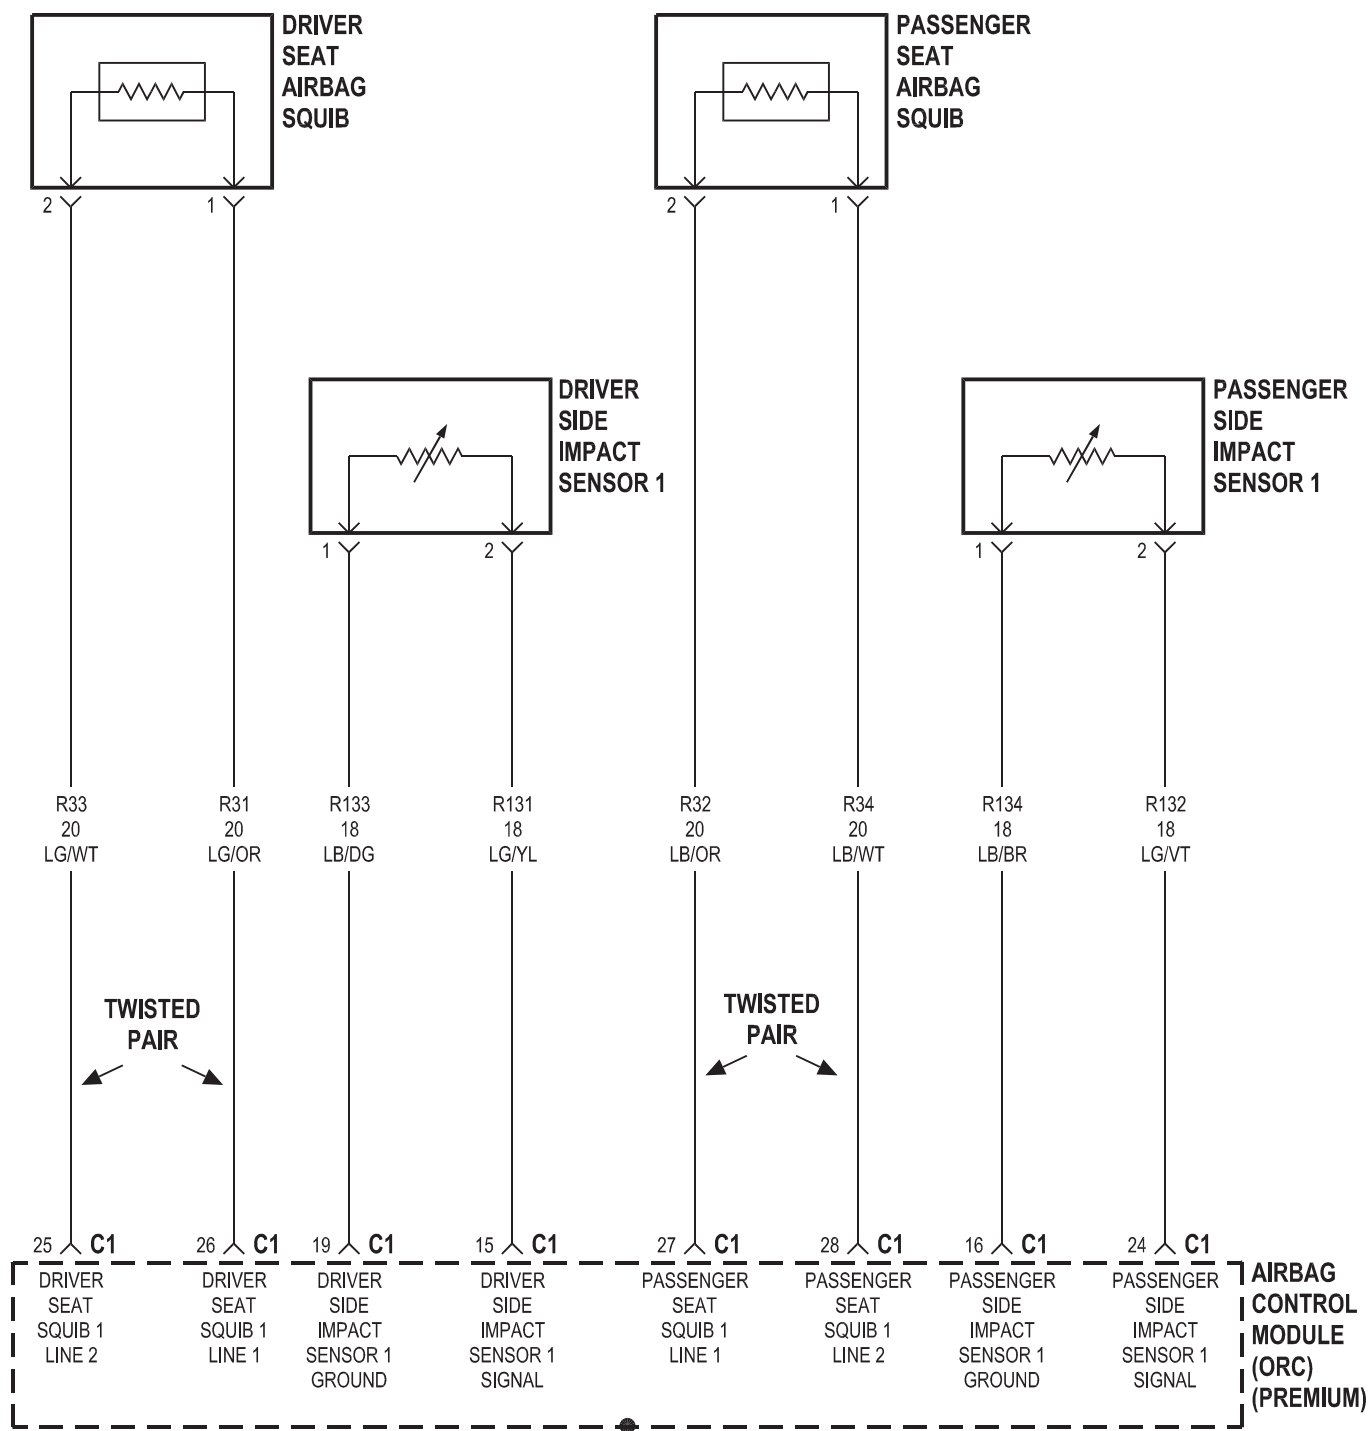 DRIVER
SEAT
AIRBAG
SQUIB
2
1
PASSENGER
SEAT
AIRBAG
SQUIB
2
1
DRIVER
SIDE
IMPACT
SENSOR 1
1
2
PASSENGER
SIDE
IMPACT
SENSOR 1
1
2
R33
20
LG/WT
R31
20
LG/OR
R133
18
LB/DG
R131
18
LG/YL
R32
20
LB/OR
R34
20
LB/WT
R134
18
LB/BR
R132
18
LG/VT
TWISTED
PAIR
TWISTED
PAIR
25 C1
26 C1
19 C1
15 C1
27 C1
28 C1
16 C1
24 C1
DRIVER
SEAT
SQUIB 1
LINE 2
DRIVER
SEAT
SQUIB 1
LINE 1
DRIVER
SIDE
IMPACT
SENSOR 1
GROUND
DRIVER
SIDE
IMPACT
SENSOR 1
SIGNAL
PASSENGER
SEAT
SQUIB 1
LINE 1
PASSENGER
SEAT
SQUIB 1
LINE 2
PASSENGER
SIDE
IMPACT
SENSOR 1
GROUND
PASSENGER
SIDE
IMPACT
SENSOR 1
SIGNAL
AIRBAG
CONTROL
MODULE
(ORC)
(PREMIUM)